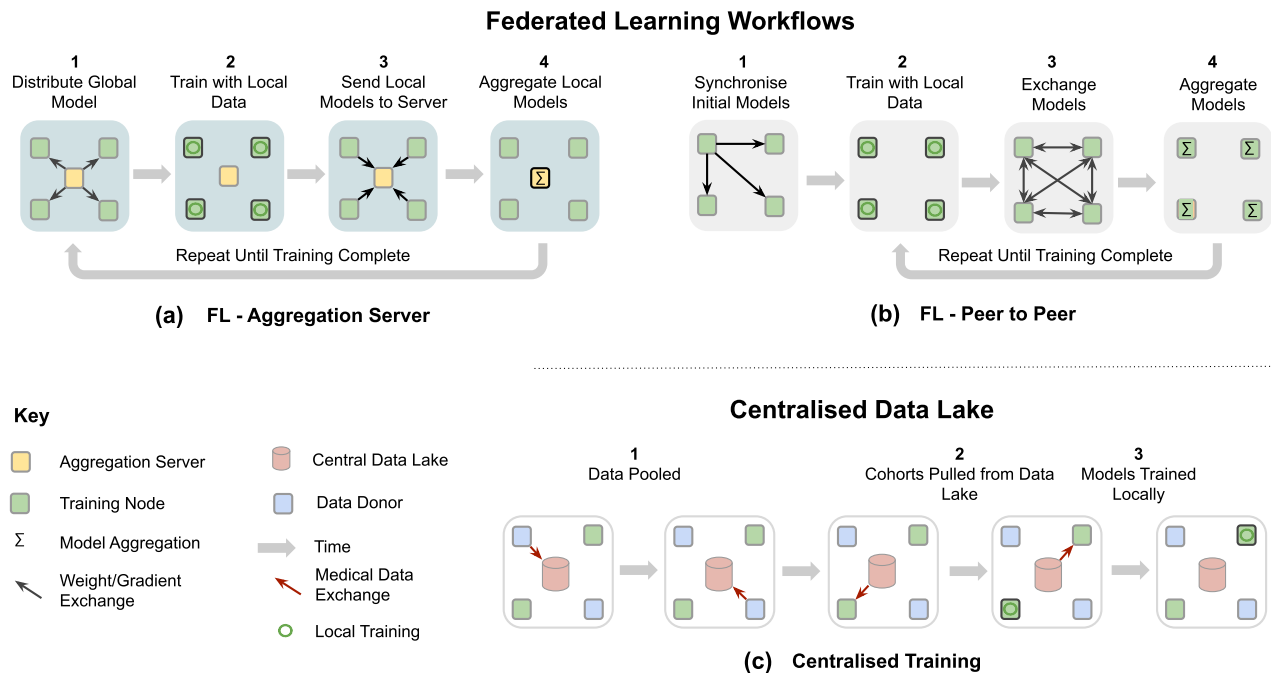 Federated Learning Workflows
1
Distribute Global
Model
2
Train with Local
Data
3
Send Local
Models to Server
4
Aggregate Local
Models
Σ
Repeat Until Training Complete
(a) FL - Aggregation Server
1
Synchronise
Initial Models
2
Train with Local
Data
3
Exchange
Models
4
Aggregate
Models
Σ Σ
Σ Σ
Repeat Until Training Complete
(b) FL - Peer to Peer
Key
Aggregation Server
Training Node
Σ Model Aggregation
Weight/Gradient
Exchange
Central Data Lake
Data Donor
Time
Medical Data
Exchange
Local Training
Centralised Data Lake
1
Data Pooled
2
Cohorts Pulled from Data
Lake
3
Models Trained
Locally
(c) Centralised Training